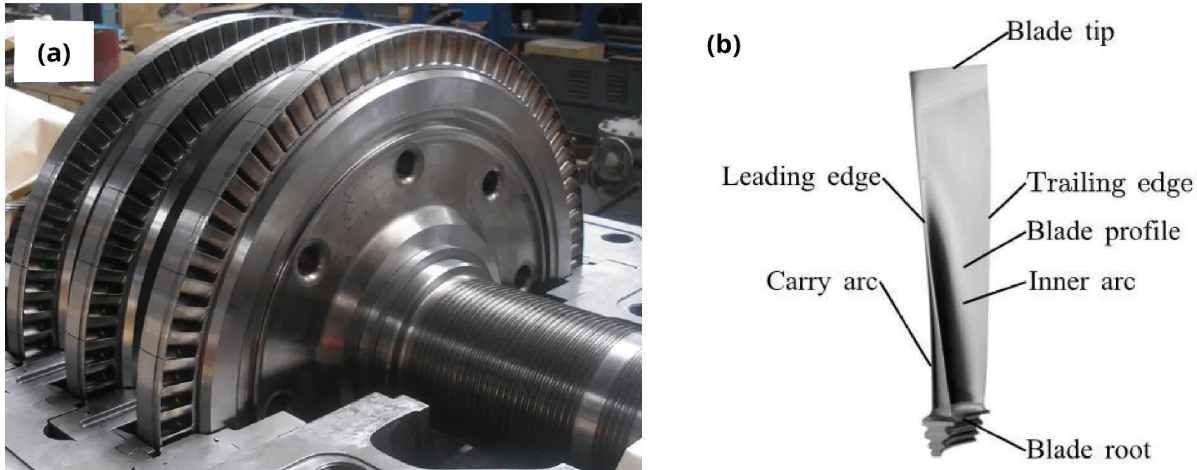 (a)
(b)
Blade tip
Leading edge
Trailing edge
Blade profile
Carry arc
Inner arc
Blade root